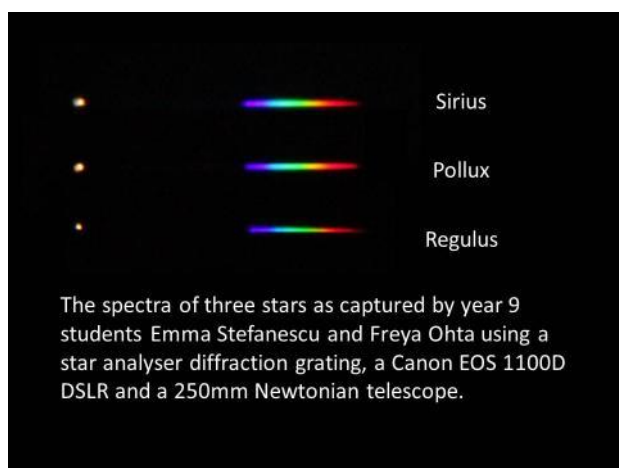 Sirius
Pollux
Regulus
The spectra of three stars as captured by year 9
students Emma Stefanescu and Freya Ohta using a
star analyser diffraction grating, a Canon EOS 1100D
DSLR and a 250mm Newtonian telescope.